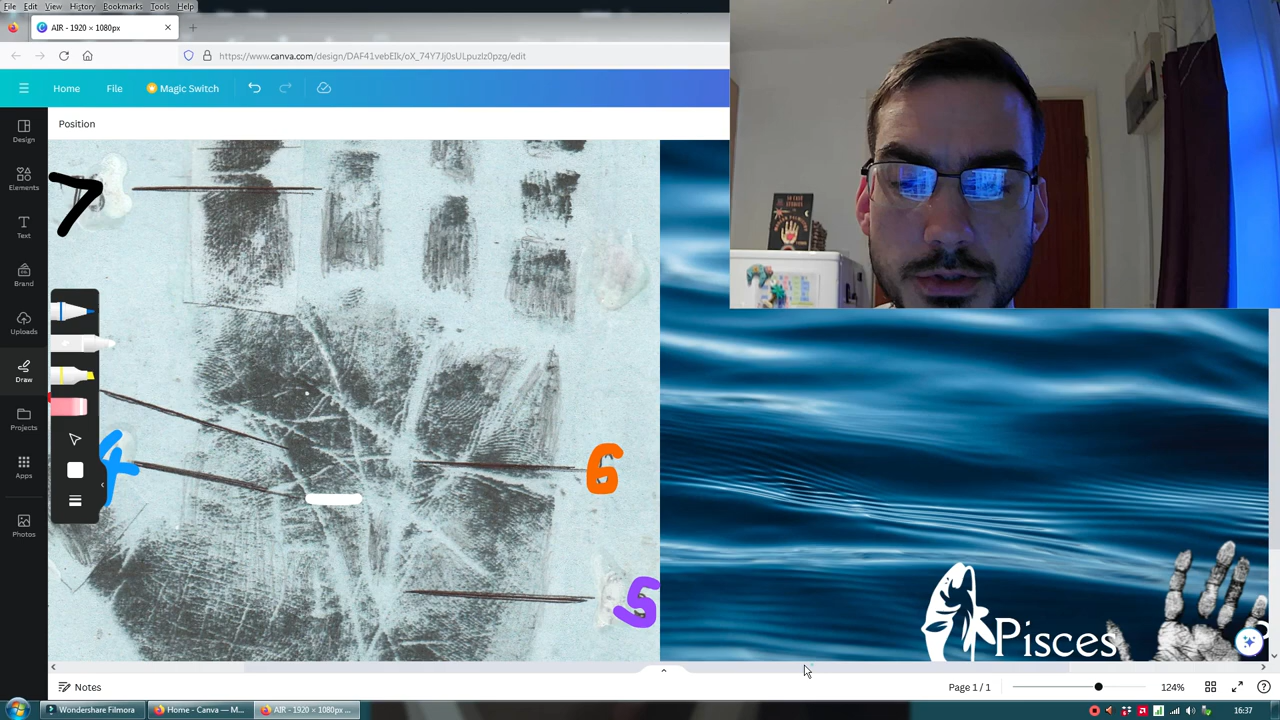 File Edit View History Bookmarks Tools Help
AIR - 1920 × 1080px
https://www.canva.com/design/DAF41vebEIk/oX_74Y7Jj0sULpuzlz0pzg/edit
Home File Magic Switch
Position
Design
Elements
Text
Brand
Uploads
Draw
Projects
Apps
Photos
7
4
6
5
Pisces
Notes
Page 1 / 1
124%
Wondershare Filmora
Home - Canva — M...
AIR - 1920 × 1080px ...
16:37